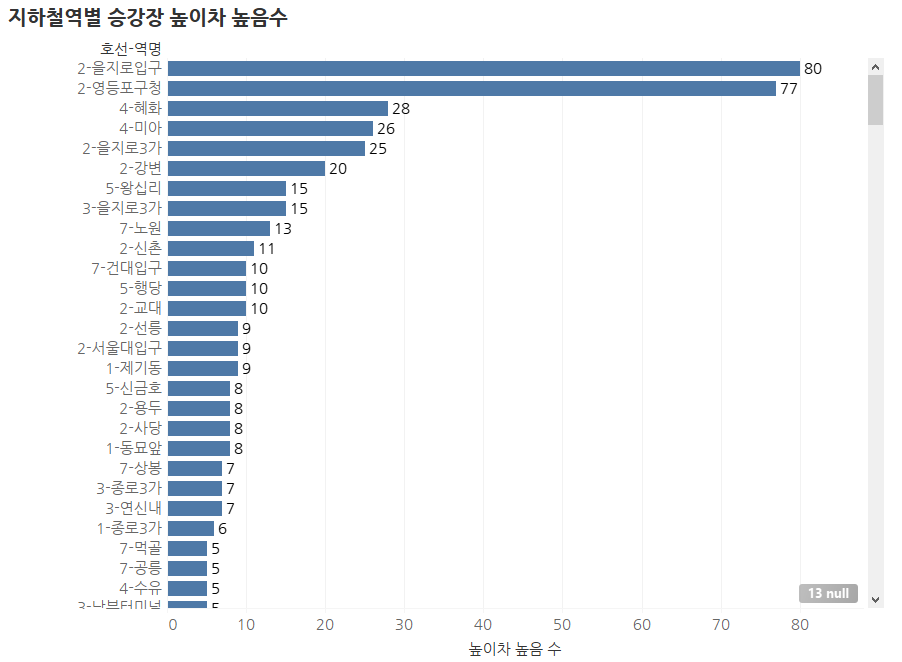 지하철역별 승강장 높이차 높음수
호선-역명
2-을지로입구 80
2-영등포구청 77
4-혜화 28
4-미아 26
2-을지로3가 25
2-강변 20
5-왕십리 15
3-을지로3가 15
7-노원 13
2-신촌 11
7-건대입구 10
5-행당 10
2-교대 10
2-선릉 9
2-서울대입구 9
1-제기동 9
5-신금호 8
2-용두 8
2-사당 8
1-동묘앞 8
7-상봉 7
3-종로3가 7
3-연신내 7
1-종로3가 6
7-먹골 5
7-공릉 5
4-수유 5
3-남부터미널 5
13 null
0 10 20 30 40 50 60 70 80
높이차 높음 수